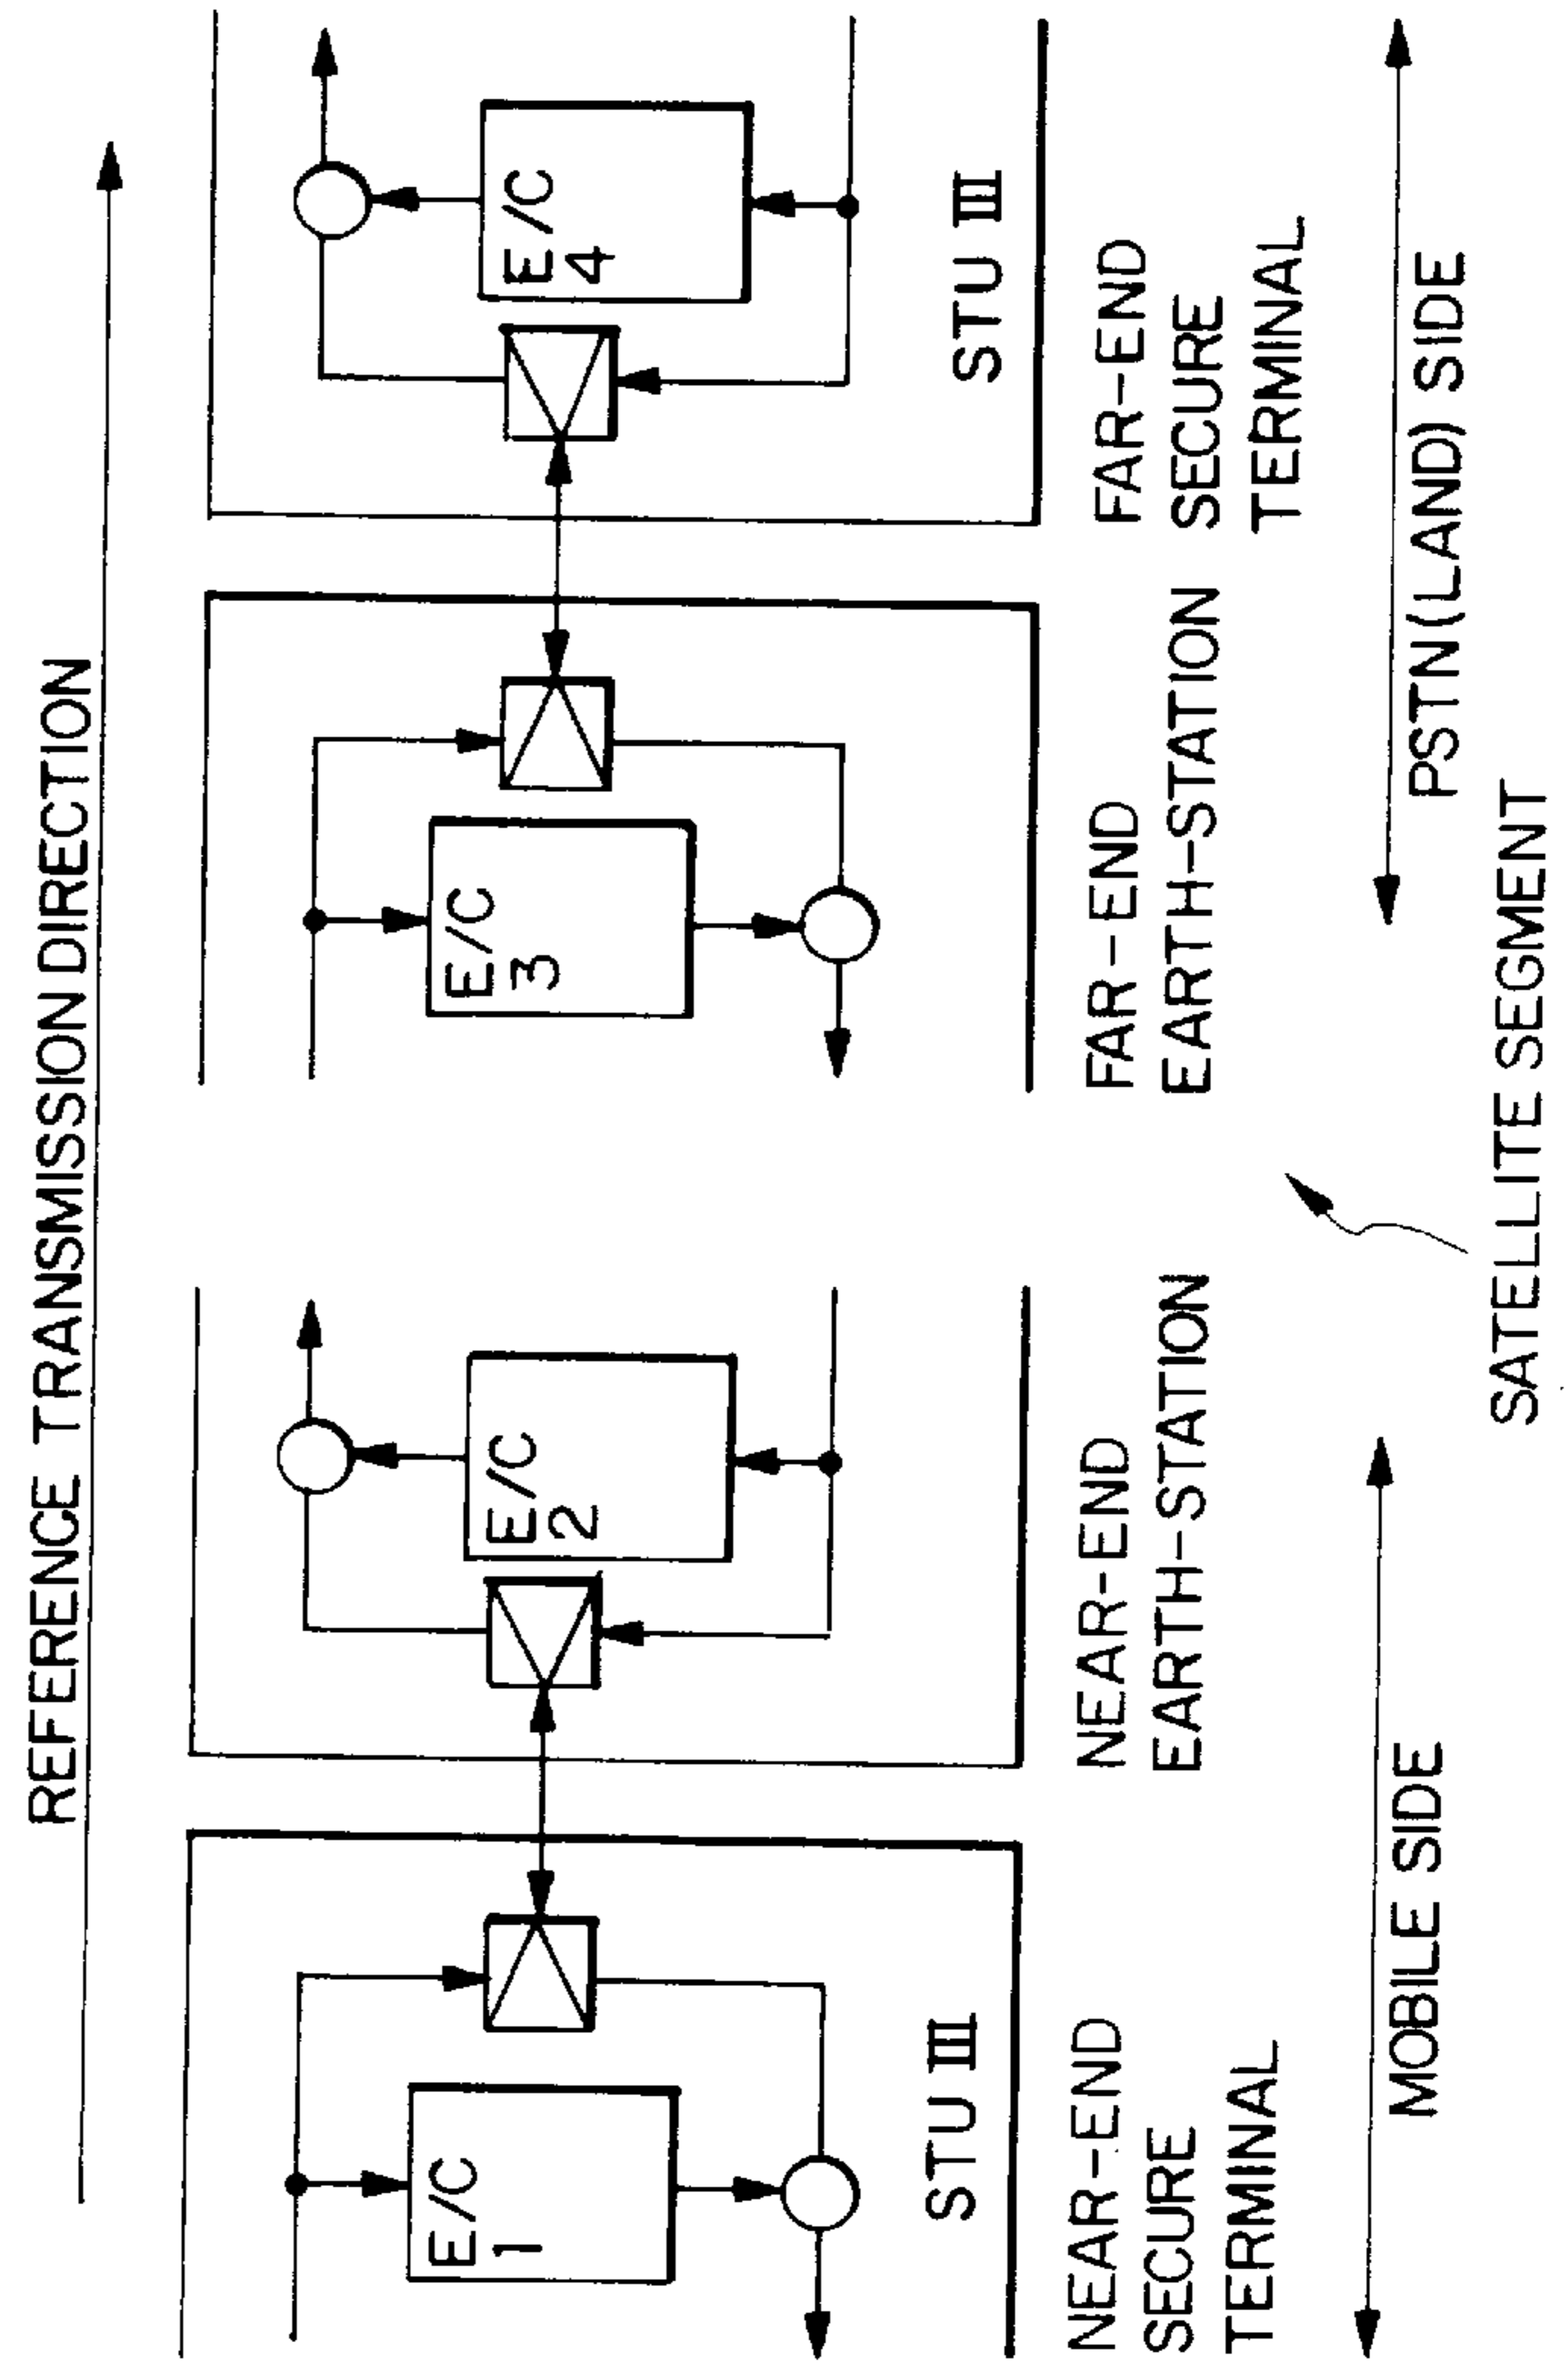 REFERENCE TRANSMISSION DIRECTION
E/C
1
E/C
2
E/C
3
E/C
4
STU III
STU III
NEAR-END
SECURE
TERMINAL
NEAR-END
EARTH-STATION
FAR-END
EARTH-STATION
FAR-END
SECURE
TERMINAL
MOBILE SIDE
PSTN (LAND) SIDE
SATELLITE SEGMENT